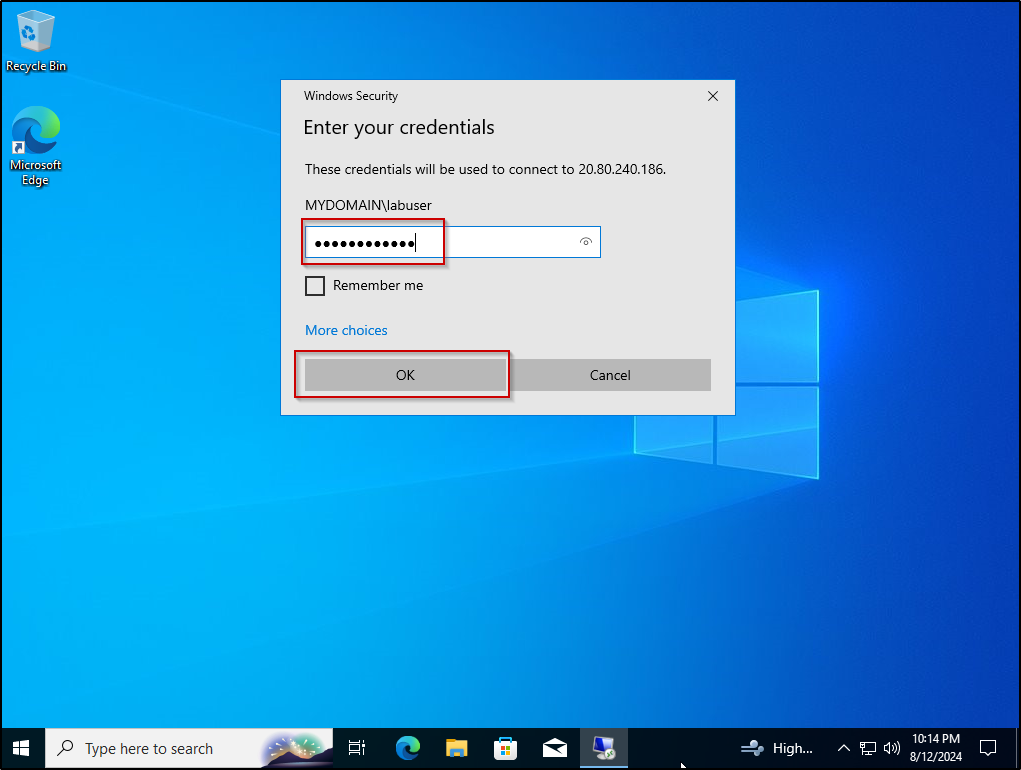 Recycle Bin
Microsoft
Edge
Windows Security
Enter your credentials
These credentials will be used to connect to 20.80.240.186.
MYDOMAIN\labuser
●●●●●●●●●●●●
Remember me
More choices
OK
Cancel
Type here to search
High...
10:14 PM
8/12/2024